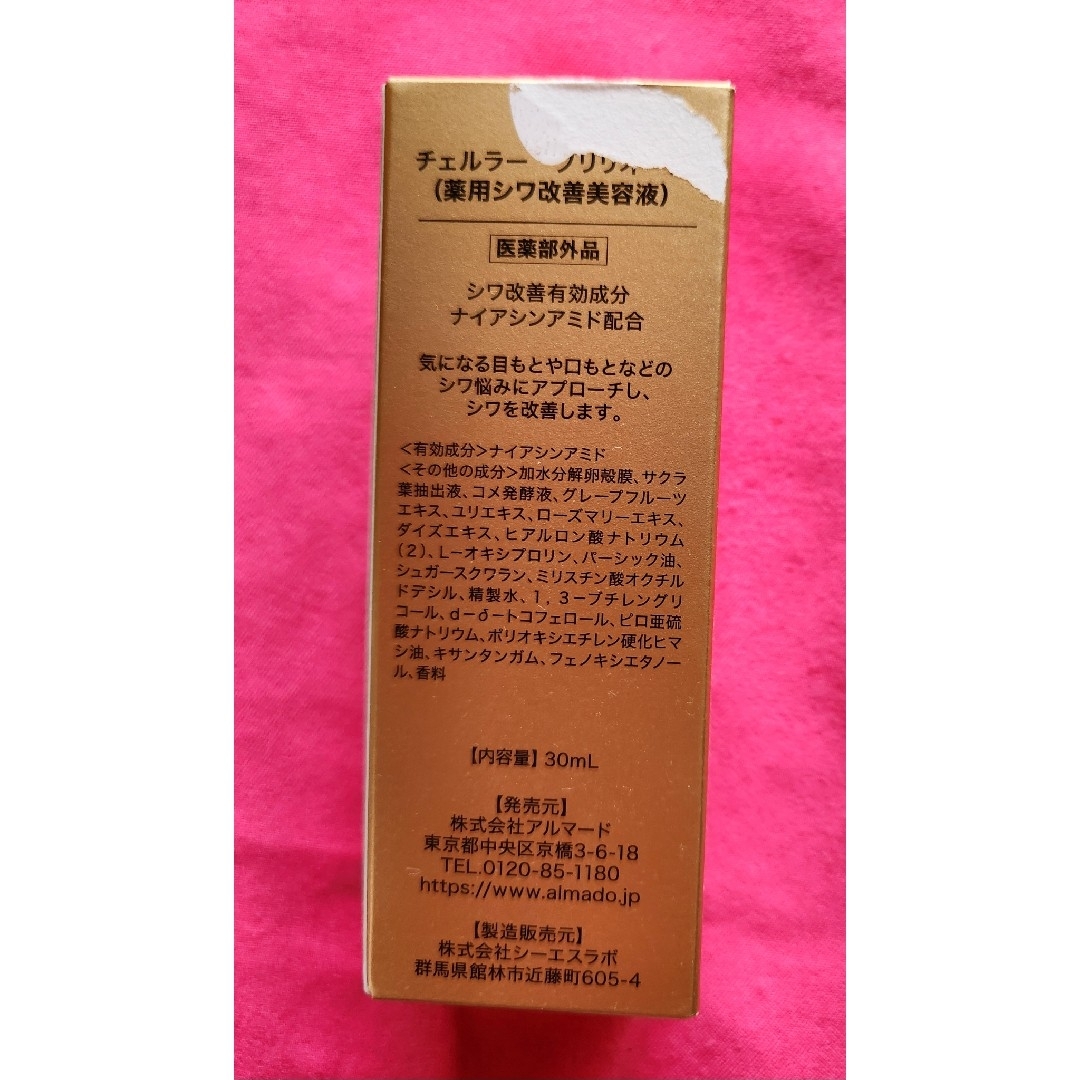 チェルラー
(薬用シワ改善美容液)
医薬部外品
シワ改善有効成分
ナイアシンアミド配合
気になる目もとや口もとなどの
シワ悩みにアプローチし、
シワを改善します。
<有効成分>ナイアシンアミド
<その他の成分>加水分解卵殻膜、サクラ
葉抽出液、コメ発酵液、グレープフルーツ
エキス、ユリエキス、ローズマリーエキス、
ダイズエキス、ヒアルロン酸ナトリウム
(2)、L-オキシプロリン、パーシック油、
シュガースクワラン、ミリスチン酸オクチル
ドデシル、精製水、1,3-ブチレングリ
コール、d-δ-トコフェロール、ピロ亜硫
酸ナトリウム、ポリオキシエチレン硬化ヒマ
シ油、キサンタンガム、フェノキシエタノー
ル、香料
【内容量】30mL
【発売元】
株式会社アルマード
東京都中央区京橋3-6-18
TEL.0120-85-1180
https://www.almado.jp
【製造販売元】
株式会社シーエスラボ
群馬県館林市近藤町605-4